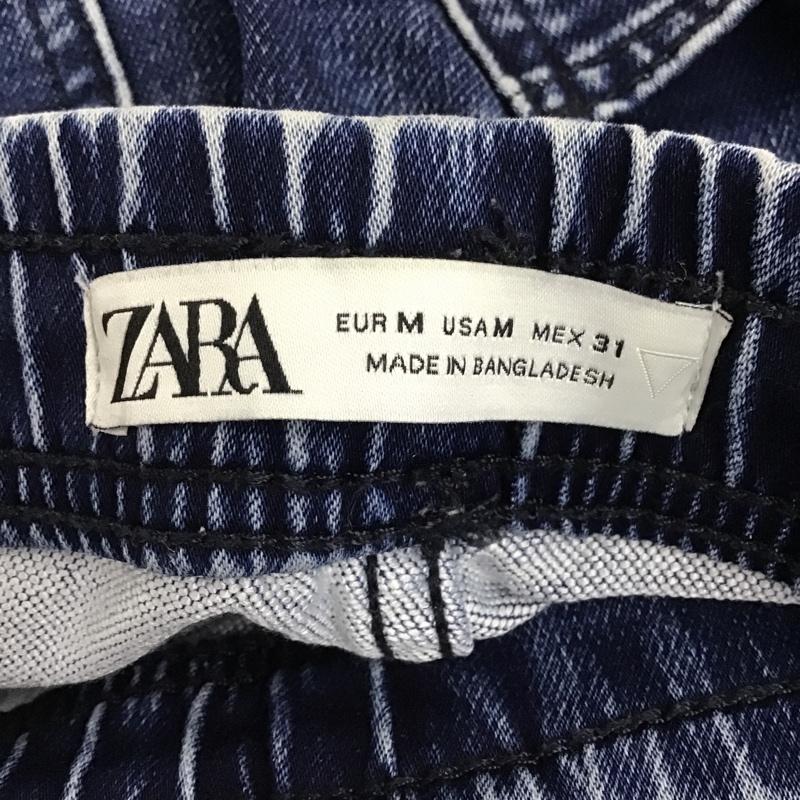 ZARA
EUR M USA M MEX 31
MADE IN BANGLADESH